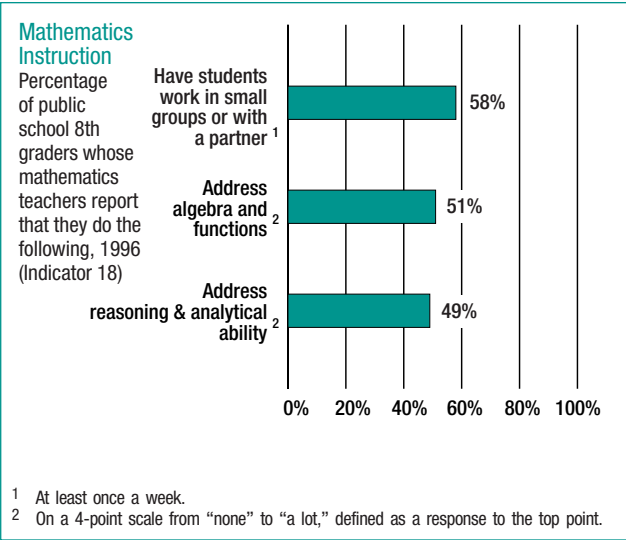 Mathematics
Instruction
Percentage
of public
school 8th
graders whose
mathematics
teachers report
that they do the
following, 1996
(Indicator 18)
Have students
work in small
groups or with
a partner 1
58%
Address
algebra and
functions 2
51%
Address
reasoning & analytical
ability 2
49%
0% 20% 40% 60% 80% 100%
1 At least once a week.
2 On a 4-point scale from “none” to “a lot,” defined as a response to the top point.